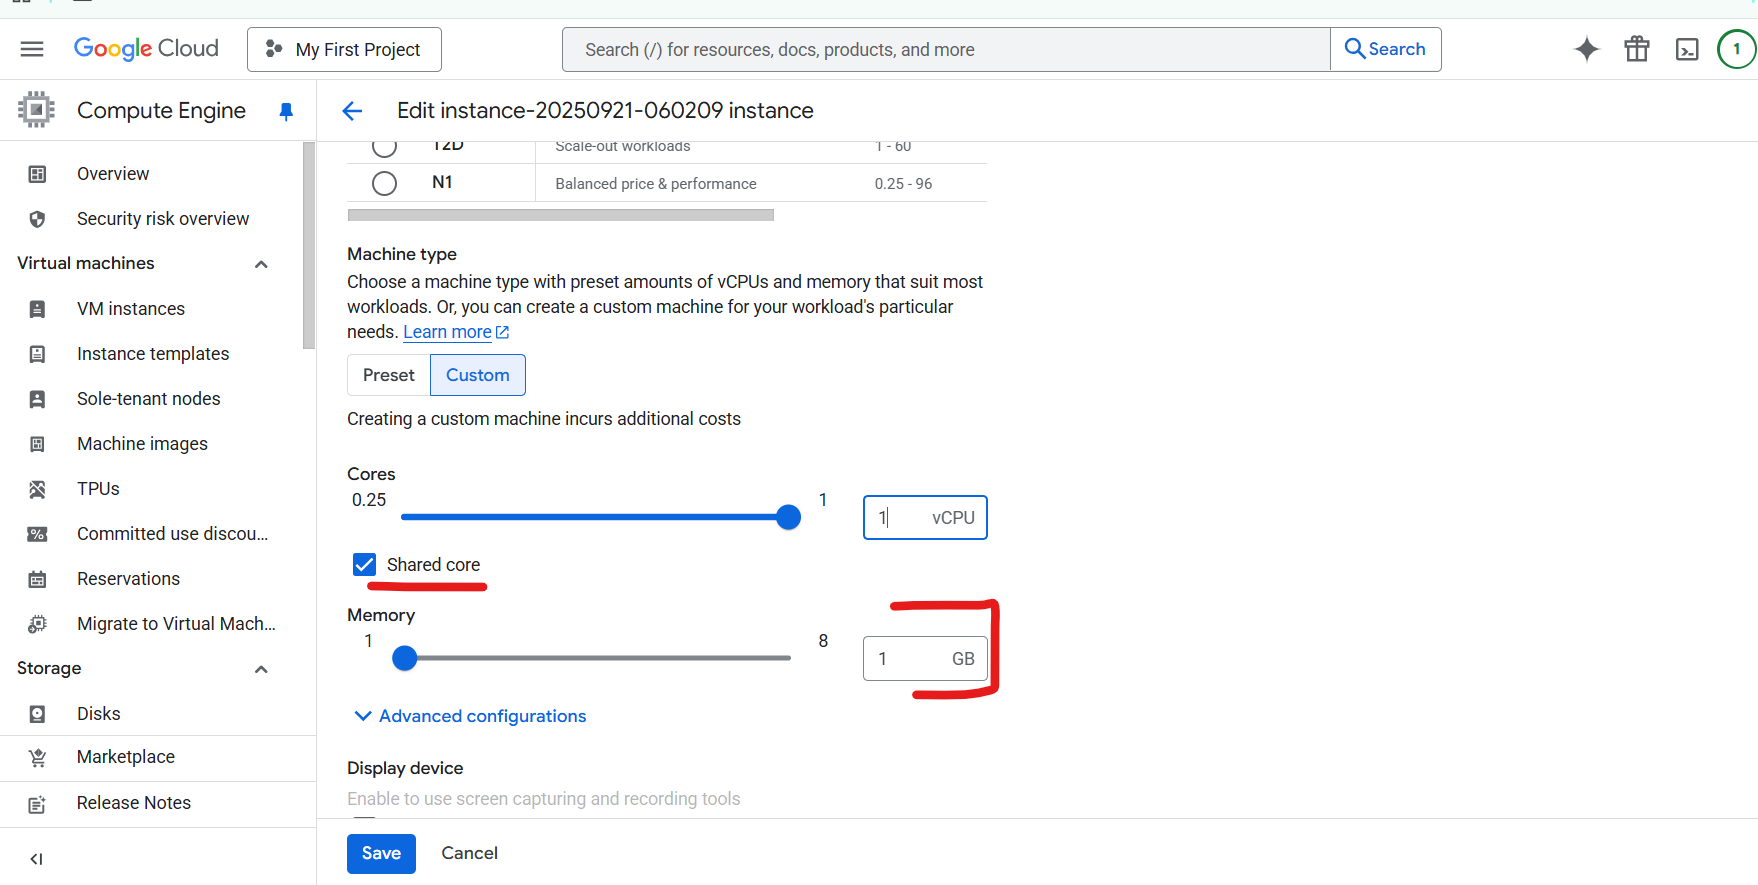 Google Cloud
My First Project
Search (/) for resources, docs, products, and more
Search
1
Compute Engine
Edit instance-20250921-060209 instance
Overview
Security risk overview
Virtual machines
VM instances
Instance templates
Sole-tenant nodes
Machine images
TPUs
Committed use discou...
Reservations
Migrate to Virtual Mach...
Storage
Disks
Marketplace
Release Notes
T2D Scale-out workloads 1 - 60
N1 Balanced price & performance 0.25 - 96
Machine type
Choose a machine type with preset amounts of vCPUs and memory that suit most
workloads. Or, you can create a custom machine for your workload's particular
needs. Learn more
Preset Custom
Creating a custom machine incurs additional costs
Cores
0.25 1
1 vCPU
Shared core
Memory
1 8
1 GB
Advanced configurations
Display device
Enable to use screen capturing and recording tools
Save Cancel